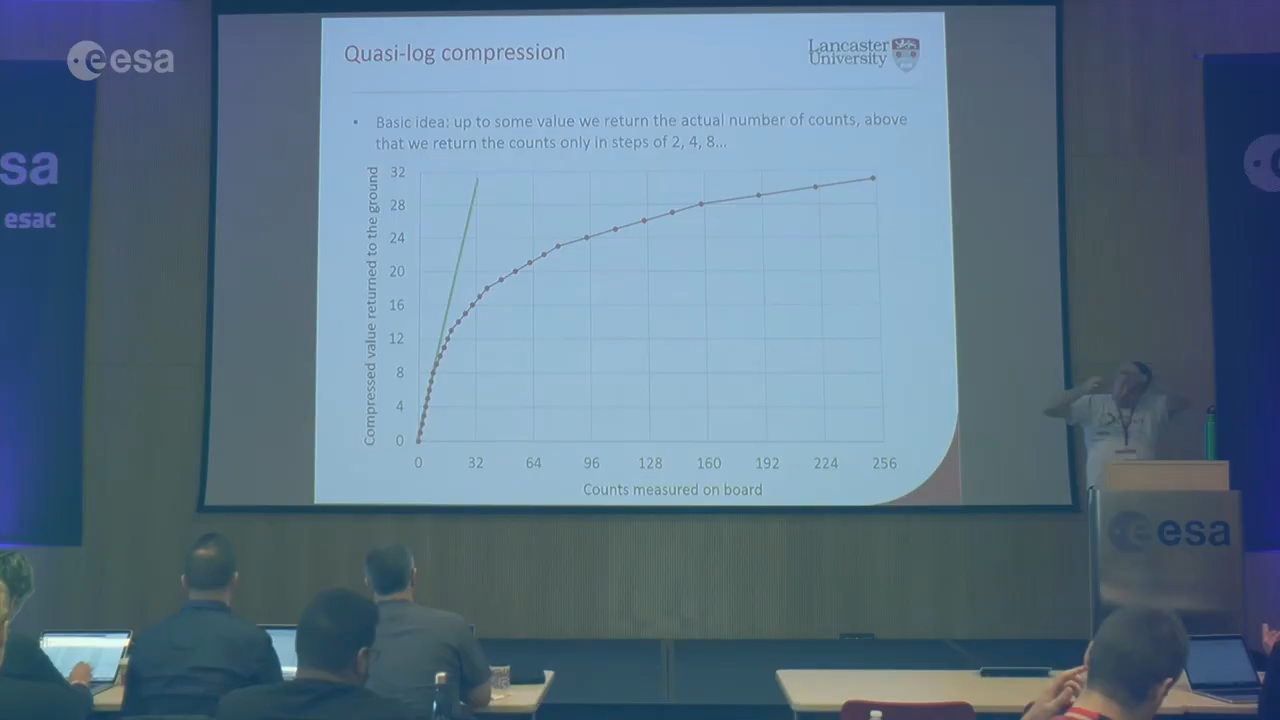 esa
Quasi-log compression
Lancaster
University
• Basic idea: up to some value we return the actual number of counts, above
that we return the counts only in steps of 2, 4, 8...
Compressed value returned to the ground
32
28
24
20
16
12
8
4
0
0 32 64 96 128 160 192 224 256
Counts measured on board
sa
esac
esa